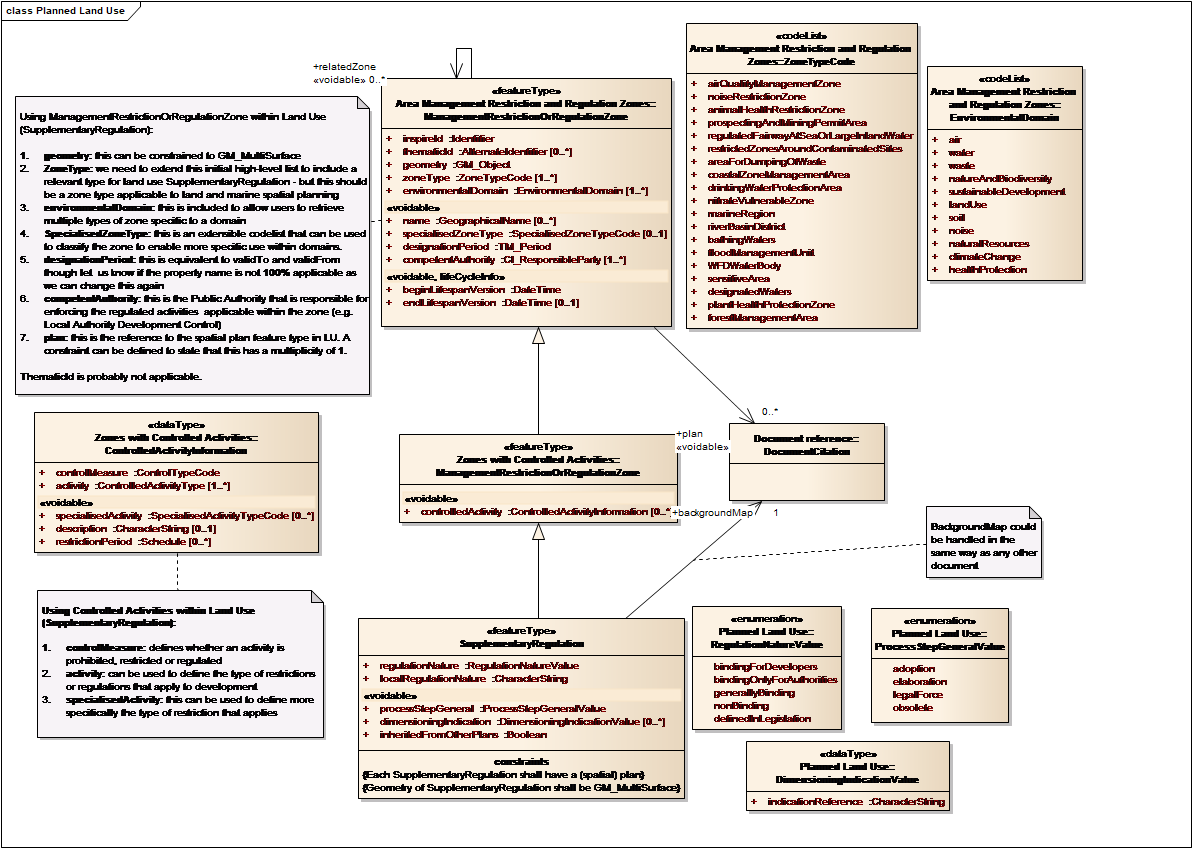 class Planned Land Use
+relatedZone
«voidable» 0..*
Using ManagementRestrictionOrRegulationZone within Land Use
(SupplementaryRegulation):
1. geometry: this can be constrained to GM_MultiSurface
2. ZoneType: we need to extend this initial high-level list to include a
relevant type for land use SupplementaryRegulation - but this should
be a zone type applicable to land and marine spatial planning
3. environmentalDomain: this is included to allow users to retrieve
multiple types of zone specific to a domain
4. SpecialisedZoneType: this is an extensible codelist that can be used
to classify the zone to enable more specific use within domains.
5. designationPeriod: this is equivalent to validTo and validFrom
though let us know if the property name is not 100% applicable as
we can change this again
6. competentAuthority: this is the Public Authority that is responsible for
enforcing the regulated activities applicable within the zone (e.g.
Local Authority Development Control)
7. plan: this is the reference to the spatial plan feature type in LU. A
constraint can be defined to state that this has a multiplicity of 1.
ThematicId is probably not applicable.
«featureType»
Area Management Restriction and Regulation Zones::
ManagementRestrictionOrRegulationZone
+ inspireId :Identifier
+ thematicId :AlternateIdentifier [0..*]
+ geometry :GM_Object
+ zoneType :ZoneTypeCode [1..*]
+ environmentalDomain :EnvironmentalDomain [1..*]
«voidable»
+ name :GeographicalName [0..*]
+ specialisedZoneType :SpecialisedZoneTypeCode [0..1]
+ designationPeriod :TM_Period
+ competentAuthority :CI_ResponsibleParty [1..*]
«voidable, lifeCycleInfo»
+ beginLifespanVersion :DateTime
+ endLifespanVersion :DateTime [0..1]
«codeList»
Area Management Restriction and Regulation
Zones::ZoneTypeCode
+ airQualityManagementZone
+ noiseRestrictionZone
+ animalHealthRestrictionZone
+ prospectingAndMiningPermitArea
+ regulatedFairwayAtSeaOrLargeInlandWater
+ restrictedZonesAroundContaminatedSites
+ areaForDumpingOfWaste
+ coastalZoneManagementArea
+ drinkingWaterProtectionArea
+ nitrateVulnerableZone
+ marineRegion
+ riverBasinDistrict
+ bathingWaters
+ floodManagementUnit
+ WFDWaterBody
+ sensitiveArea
+ designatedWaters
+ plantHealthProtectionZone
+ forestManagementArea
«codeList»
Area Management Restriction
and Regulation Zones::
EnvironmentalDomain
+ air
+ water
+ waste
+ natureAndBiodiversity
+ sustainableDevelopment
+ landUse
+ soil
+ noise
+ naturalResources
+ climateChange
+ healthProtection
«dataType»
Zones with Controlled Activities::
ControlledActivityInformation
+ controlMeasure :ControlTypeCode
+ activity :ControlledActivityType [1..*]
«voidable»
+ specialisedActivity :SpecialisedActivityTypeCode [0..*]
+ description :CharacterString [0..1]
+ restrictionPeriod :Schedule [0..*]
«featureType»
Zones with Controlled Activities::
ManagementRestrictionOrRegulationZone
«voidable»
+ controlledActivity :ControlledActivityInformation [0..*]
+plan
«voidable»
0..*
Document reference::
DocumentCitation
+backgroundMap
1
BackgroundMap could
be handled in the
same way as any other
document
Using Controlled Activities within Land Use
(SupplementaryRegulation):
1. controlMeasure: defines whether an activity is
prohibited, restricted or regulated
2. activity: can be used to define the type of restrictions
or regulations that apply to development
3. specialisedActivity: this can be used to define more
specifically the type of restriction that applies
«featureType»
SupplementaryRegulation
+ regulationNature :RegulationNatureValue
+ localRegulationNature :CharacterString
«voidable»
+ processStepGeneral :ProcessStepGeneralValue
+ dimensioningIndication :DimensioningIndicationValue [0..*]
+ inheritedFromOtherPlans :Boolean
constraints
{Each SupplementaryRegulation shall have a (spatial) plan}
{Geometry of SupplementaryRegulation shall be GM_MultiSurface}
«enumeration»
Planned Land Use::
RegulationNatureValue
bindingForDevelopers
bindingOnlyForAuthorities
generallyBinding
nonBinding
definedInLegislation
«enumeration»
Planned Land Use::
ProcessStepGeneralValue
adoption
elaboration
legalForce
obsolete
«dataType»
Planned Land Use::
DimensioningIndicationValue
+ indicationReference :CharacterString